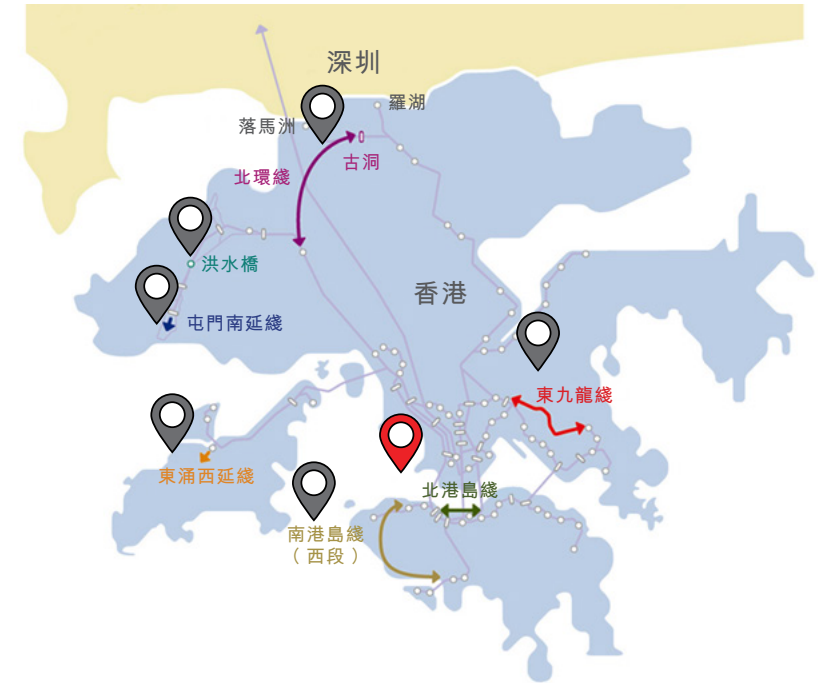 深圳
羅湖
落馬洲
古洞
北環綫
洪水橋
香港
屯門南延綫
東九龍綫
東涌西延綫
北港島綫
南港島綫
（西段）